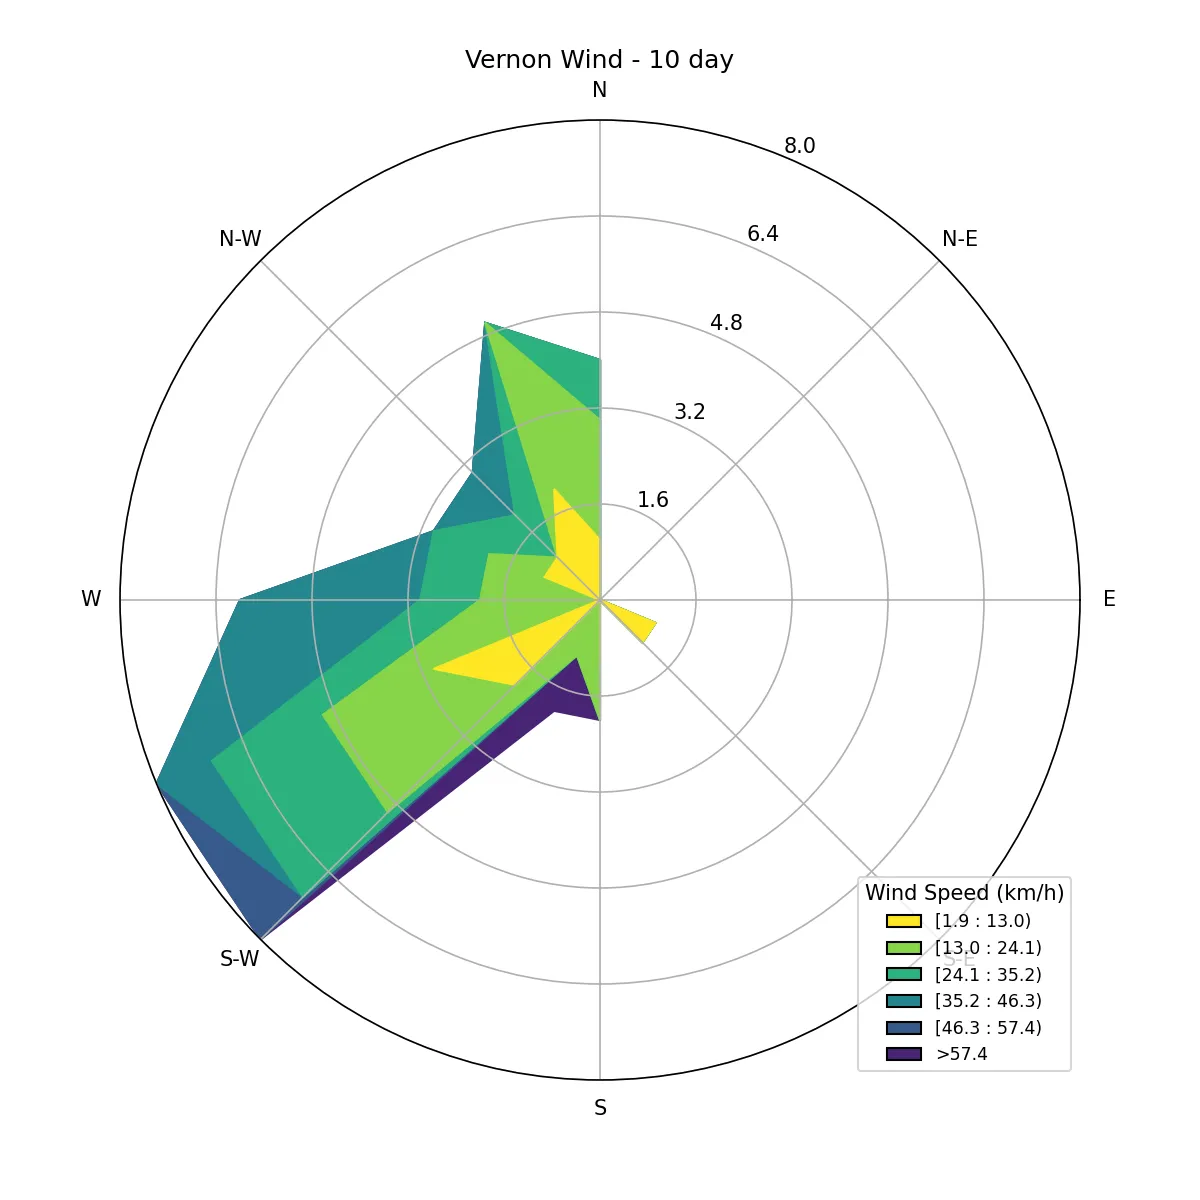 Vernon Wind - 10 day
N
8.0
N-W
N-E
6.4
4.8
3.2
1.6
W
E
Wind Speed (km/h)
[1.9 : 13.0)
[13.0 : 24.1)
S-W
S-E
[24.1 : 35.2)
[35.2 : 46.3)
[46.3 : 57.4)
>57.4
S